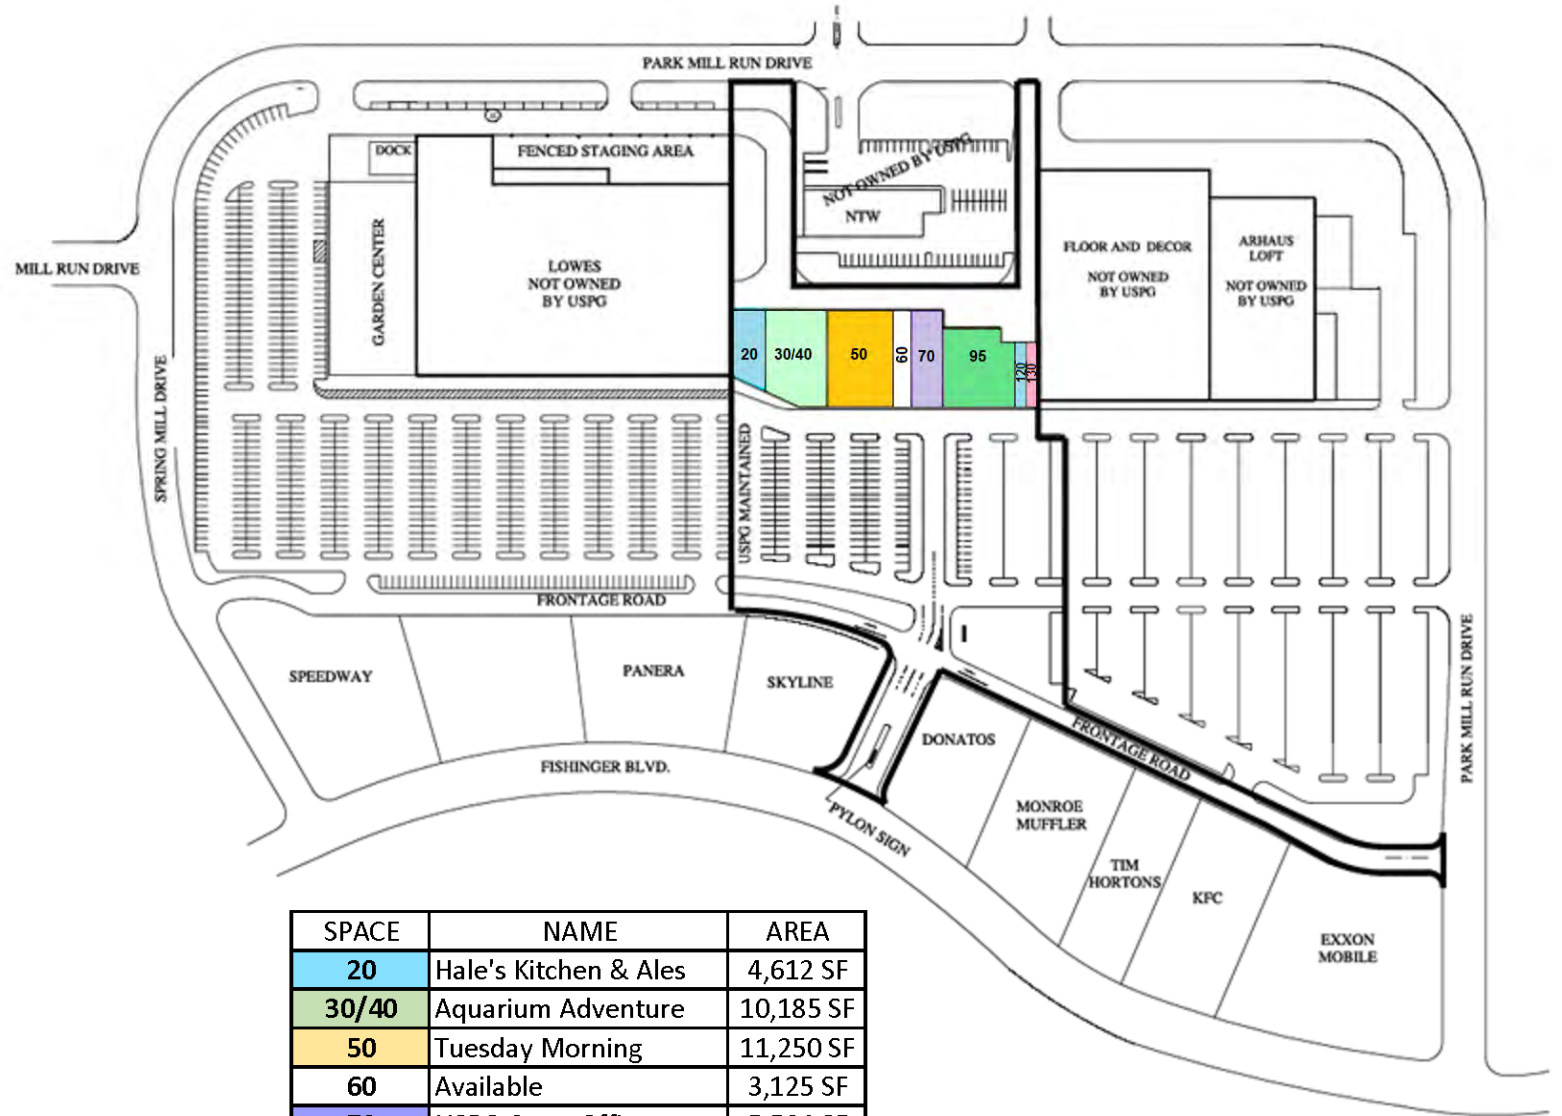 PARK MILL RUN DRIVE
DOCK
FENCED STAGING AREA
NOT OWNED BY USPG
NTW
MILL RUN DRIVE
GARDEN CENTER
LOWES
NOT OWNED
BY USPG
FLOOR AND DECOR
NOT OWNED
BY USPG
ARHAUS
LOFT
NOT OWNED
BY USPG
20
30/40
50
60
70
95
120
130
SPRING MILL DRIVE
USPG MAINTAINED
FRONTAGE ROAD
SPEEDWAY
PANERA
SKYLINE
DONATOS
FRONTAGE ROAD
PARK MILL RUN DRIVE
FISHINGER BLVD.
PYLON SIGN
MONROE
MUFFLER
TIM
HORTONS
KFC
EXXON
MOBILE
SPACE NAME AREA
20 Hale's Kitchen & Ales 4,612 SF
30/40 Aquarium Adventure 10,185 SF
50 Tuesday Morning 11,250 SF
60 Available 3,125 SF